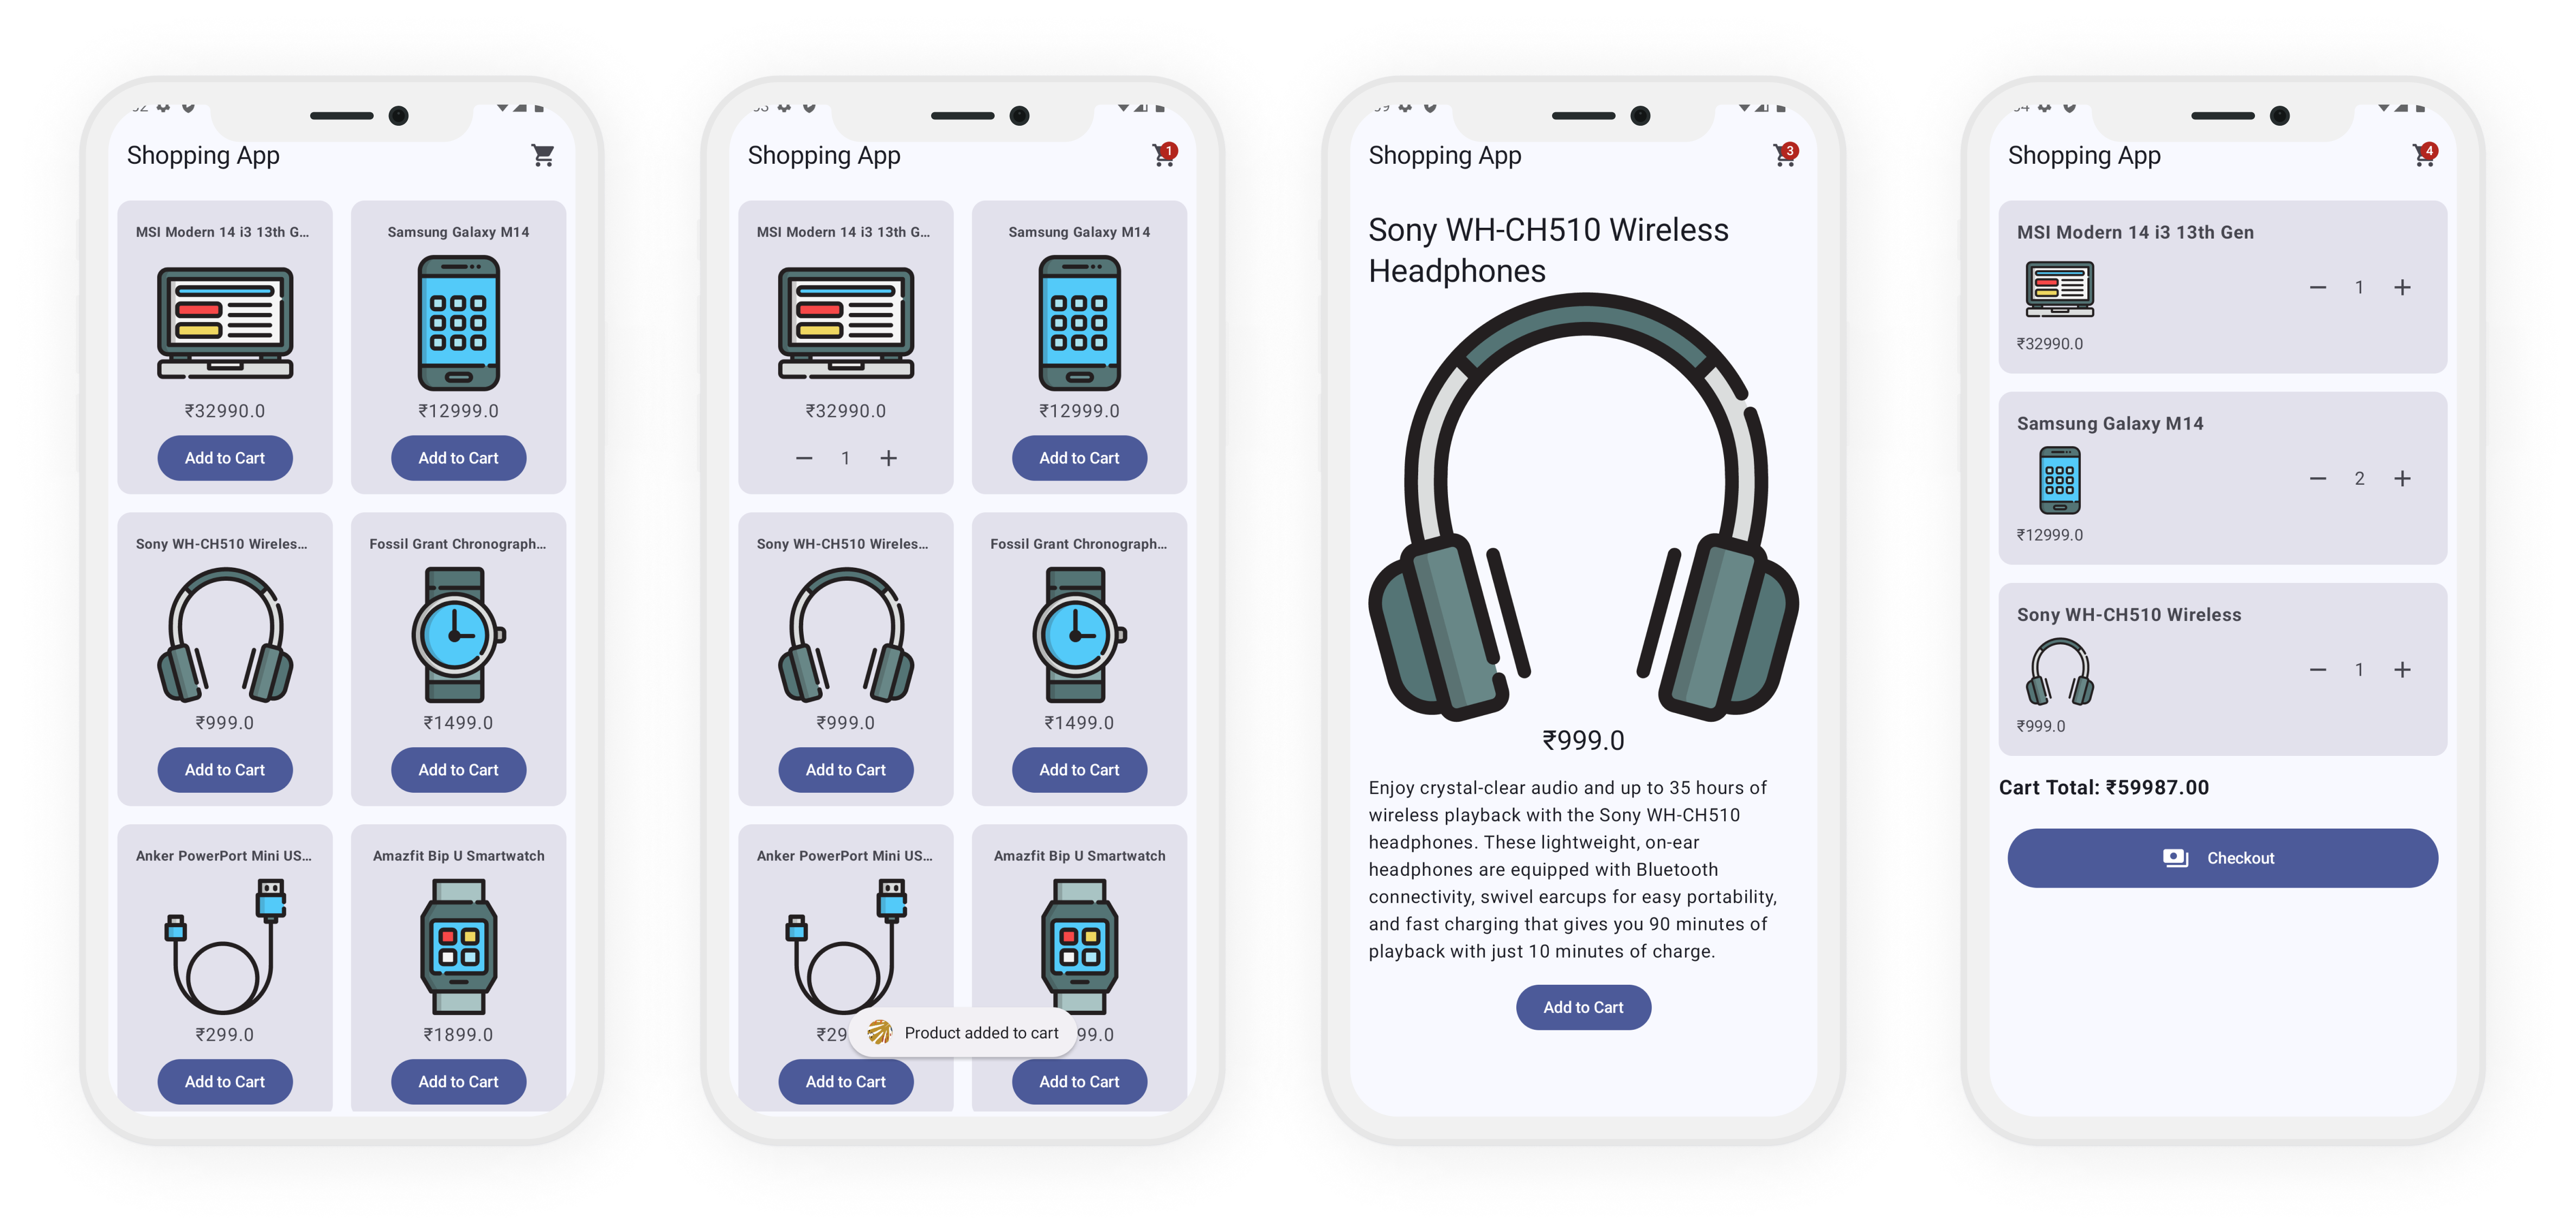 Shopping App
MSI Modern 14 i3 13th G...
Samsung Galaxy M14
₹32990.0
₹12999.0
Add to Cart
Add to Cart
Sony WH-CH510 Wireles...
Fossil Grant Chronograph...
₹999.0
₹1499.0
Add to Cart
Add to Cart
Anker PowerPort Mini US...
Amazfit Bip U Smartwatch
₹299.0
₹1899.0
Add to Cart
Add to Cart
Shopping App
1
MSI Modern 14 i3 13th G...
Samsung Galaxy M14
₹32990.0
₹12999.0
— 1 +
Add to Cart
Sony WH-CH510 Wireles...
Fossil Grant Chronograph...
₹999.0
₹1499.0
Add to Cart
Add to Cart
Anker PowerPort Mini US...
Amazfit Bip U Smartwatch
₹29
Product added to cart
99.0
Add to Cart
Add to Cart
Shopping App
3
Sony WH-CH510 Wireless
Headphones
₹999.0
Enjoy crystal-clear audio and up to 35 hours of
wireless playback with the Sony WH-CH510
headphones. These lightweight, on-ear
headphones are equipped with Bluetooth
connectivity, swivel earcups for easy portability,
and fast charging that gives you 90 minutes of
playback with just 10 minutes of charge.
Add to Cart
Shopping App
4
MSI Modern 14 i3 13th Gen
— 1 +
₹32990.0
Samsung Galaxy M14
— 2 +
₹12999.0
Sony WH-CH510 Wireless
— 1 +
₹999.0
Cart Total: ₹59987.00
Checkout